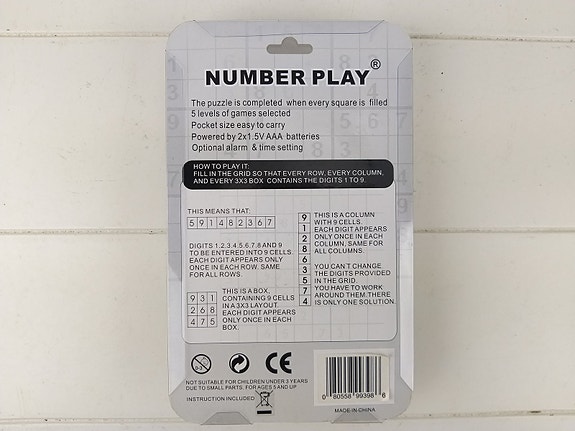 NUMBER PLAY®
The puzzle is completed when every square is filled
5 levels of games selected
Pocket size easy to carry
Powered by 2x1.5V AAA batteries
Optional alarm & time setting
HOW TO PLAY IT:
FILL IN THE GRID SO THAT EVERY ROW, EVERY COLUMN,
AND EVERY 3X3 BOX CONTAINS THE DIGITS 1 TO 9.
THIS MEANS THAT:
5 9 1 4 8 2 3 6 7
DIGITS 1,2,3,4,5,6,7,8 AND 9
TO BE ENTERED INTO 9 CELLS
EACH DIGIT APPEARS ONLY
ONCE IN EACH ROW. SAME
FOR ALL ROWS.
9 3 1
2 6 8
4 7 5
THIS IS A BOX,
CONTAINING 9 CELLS
IN A 3X3 LAYOUT.
EACH DIGIT APPEARS
ONLY ONCE IN EACH
BOX
9
1
2
8
6
3
5
7
4
THIS IS A COLUMN
WITH 9 CELLS.
EACH DIGIT APPEARS
ONLY ONCE IN EACH
COLUMN, SAME FOR
ALL COLUMNS.
YOU CAN'T CHANGE
THE DIGITS PROVIDED
IN THE GRID.
YOU HAVE TO WORK
AROUND THEM.THERE
IS ONLY ONE SOLUTION.
0-3
CE
NOT SUITABLE FOR CHILDREN UNDER 3 YEARS
DUE TO SMALL PARTS. FOR AGES 5 AND UP
INSTRUCTION INCLUDED
0 80558 99398 6
MADE IN CHINA